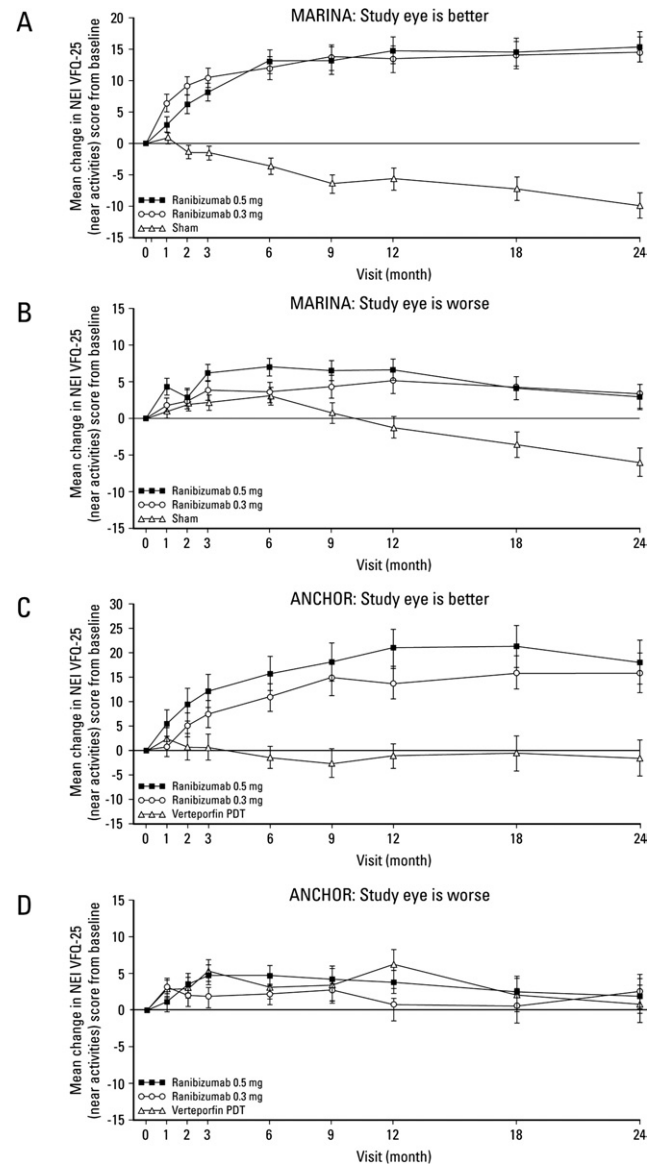 A
MARINA: Study eye is better
Mean change in NEI VFQ-25
(near activities) score from baseline
20
15
10
5
0
-5
-10
-15
Ranibizumab 0.5 mg
Ranibizumab 0.3 mg
Sham
0 1 2 3 6 9 12 18 24
Visit (month)
B
MARINA: Study eye is worse
Mean change in NEI VFQ-25
(near activities) score from baseline
15
10
5
0
-5
-10
-15
Ranibizumab 0.5 mg
Ranibizumab 0.3 mg
Sham
0 1 2 3 6 9 12 18 24
Visit (month)
C
ANCHOR: Study eye is better
Mean change in NEI VFQ-25
(near activities) score from baseline
30
25
20
15
10
5
0
-5
-10
-15
Ranibizumab 0.5 mg
Ranibizumab 0.3 mg
Verteporfin PDT
0 1 2 3 6 9 12 18 24
Visit (month)
D
ANCHOR: Study eye is worse
Mean change in NEI VFQ-25
(near activities) score from baseline
15
10
5
0
-5
-10
-15
Ranibizumab 0.5 mg
Ranibizumab 0.3 mg
Verteporfin PDT
0 1 2 3 6 9 12 18 24
Visit (month)